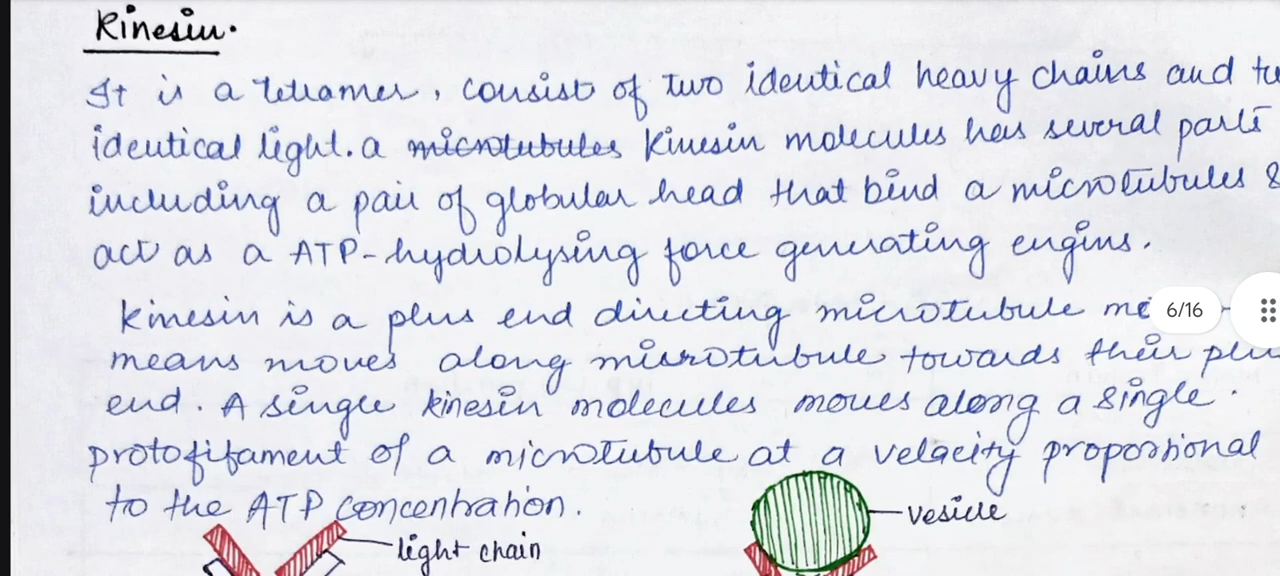 Kinesin.
It is a tetramer, consist of two identical heavy chains and
identical light. a microtubules Kinesin molecules has several parts
including a pair of globular head that bind a microtubules &
act as a ATP-hydrolysing force generating engins.
kinesin is a plus end directing microtubule
6/16
means moves along microtubule towards their
end. A single kinesin molecules moves along a single.
protofifament of a microtubule at a velacity proportional
to the ATP concentration.
vesicle
light chain